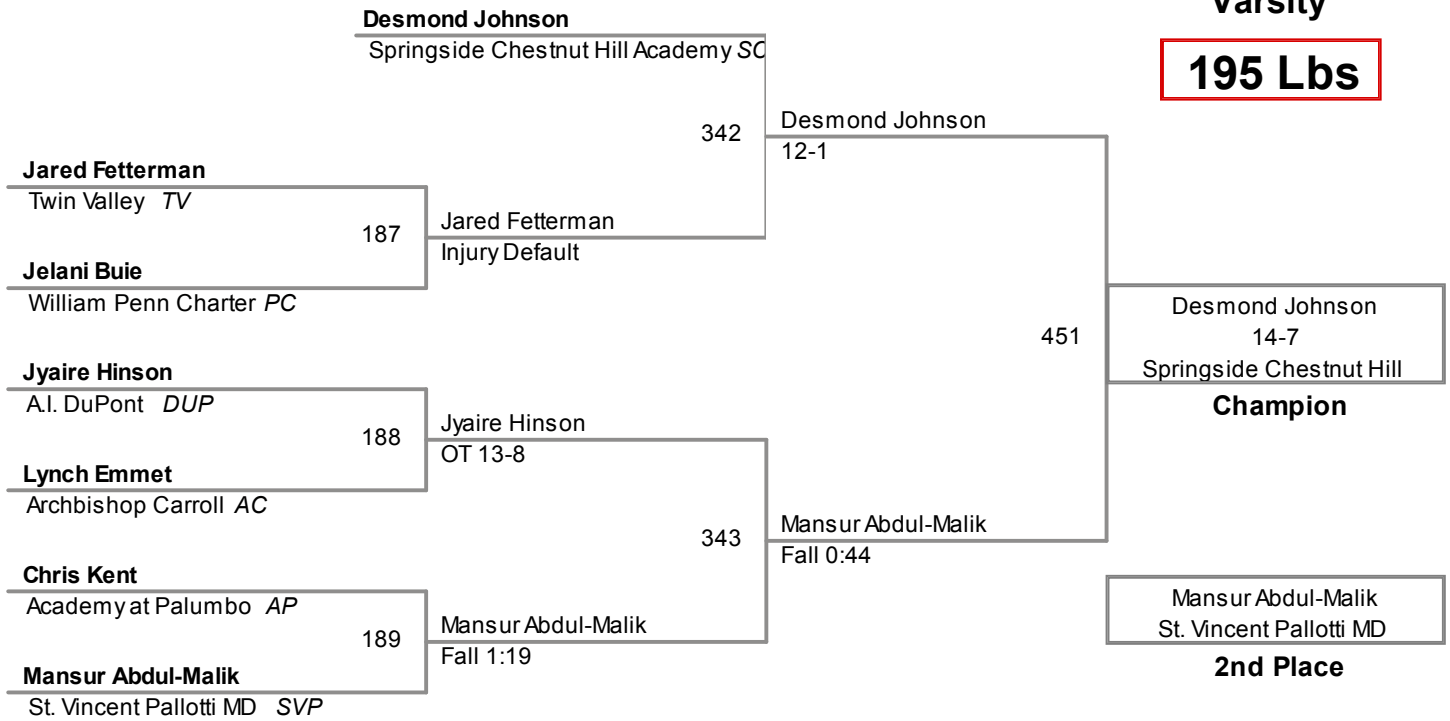 Varsity
195 Lbs
Desmond Johnson
Springside Chestnut Hill Academy SC
342
Desmond Johnson
12-1
Jared Fetterman
Twin Valley TV
187
Jared Fetterman
Injury Default
Jelani Buie
William Penn Charter PC
451
Desmond Johnson
14-7
Springside Chestnut Hill
Champion
Jyaire Hinson
A.I. DuPont DUP
188
Jyaire Hinson
OT 13-8
Lynch Emmet
Archbishop Carroll AC
343
Mansur Abdul-Malik
Fall 0:44
Chris Kent
Academy at Palumbo AP
189
Mansur Abdul-Malik
Fall 1:19
Mansur Abdul-Malik
St. Vincent Pallotti MD SVP
Mansur Abdul-Malik
St. Vincent Pallotti MD
2nd Place